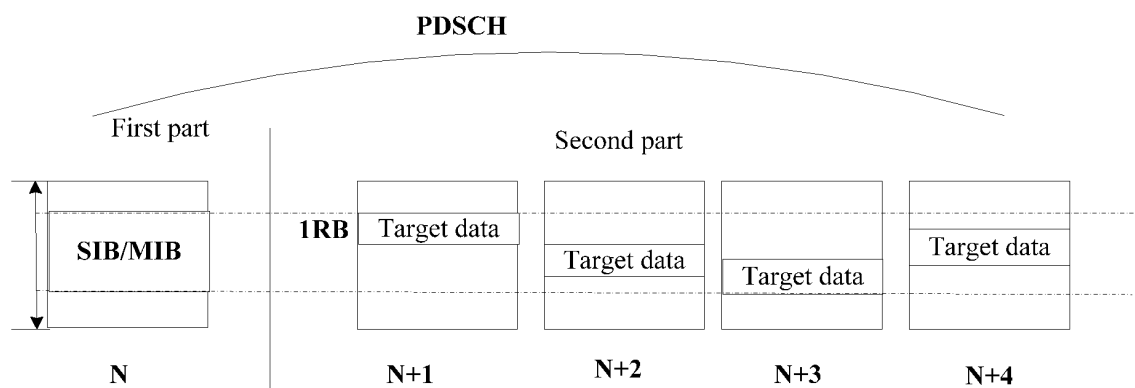 PDSCH
First part
Second part
SIB/MIB
1RB
Target data
Target data
Target data
Target data
N
N+1
N+2
N+3
N+4